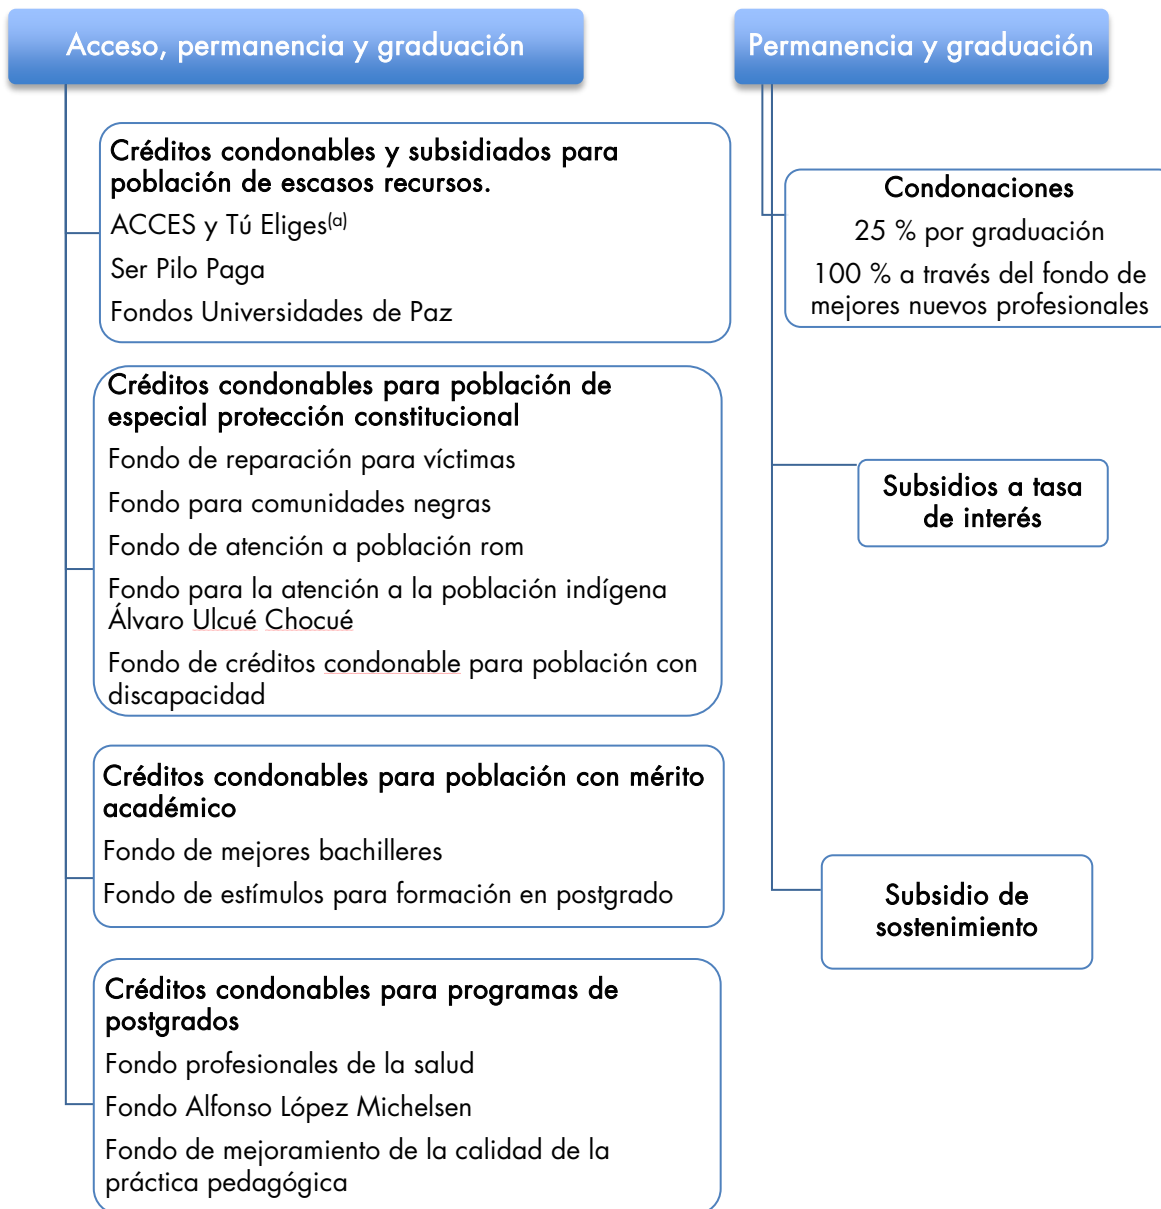 Acceso, permanencia y graduación
Créditos condonables y subsidiados para
población de escasos recursos.
ACCES y Tú Eliges(a)
Ser Pilo Paga
Fondos Universidades de Paz
Créditos condonables para población de
especial protección constitucional
Fondo de reparación para víctimas
Fondo para comunidades negras
Fondo de atención a población rom
Fondo para la atención a la población indígena
Álvaro Ulcué Chocué
Fondo de créditos condonable para población con
discapacidad
Créditos condonables para población con mérito
académico
Fondo de mejores bachilleres
Fondo de estímulos para formación en postgrado
Créditos condonables para programas de
postgrados
Fondo profesionales de la salud
Fondo Alfonso López Michelsen
Fondo de mejoramiento de la calidad de la
práctica pedagógica
Permanencia y graduación
Condonaciones
25 % por graduación
100 % a través del fondo de
mejores nuevos profesionales
Subsidios a tasa
de interés
Subsidio de
sostenimiento